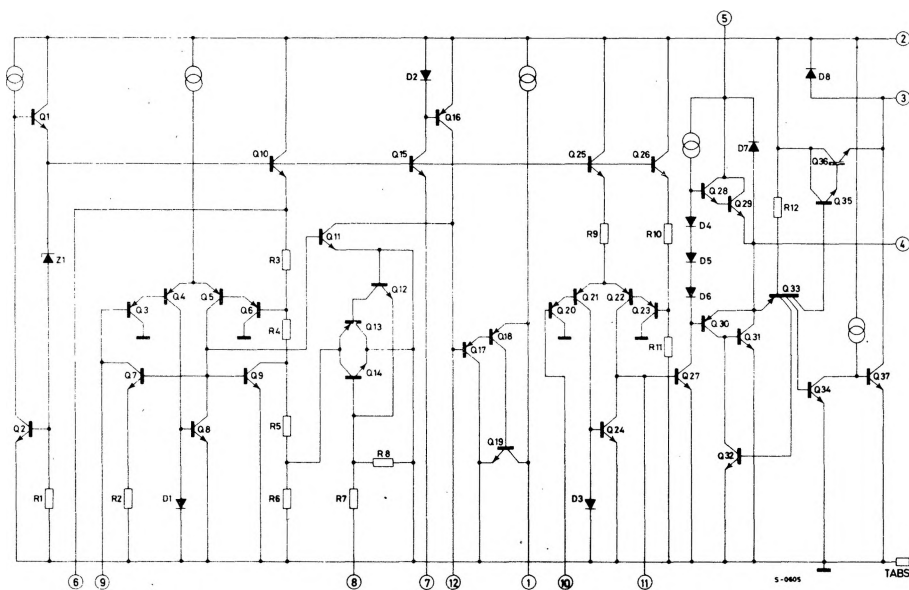 5
2
D8
3
D2
Q1
Q16
Q10
Q15
Q25
Q26
D7
Q36
Q28
Q29
Q35
R12
Q11
R9
R10
D4
4
Z1
R3
D5
Q12
Q4
Q5
Q21
Q22
D6
Q33
Q3
Q6
Q20
Q23
R4
Q13
Q18
Q30
Q31
Q17
R11
Q7
Q9
Q14
Q27
Q34
Q37
Q2
Q8
R5
Q19
Q24
R8
Q32
R1
R2
D1
R6
R7
D3
6
9
8
7
12
1
10
11
S-0605
TABS